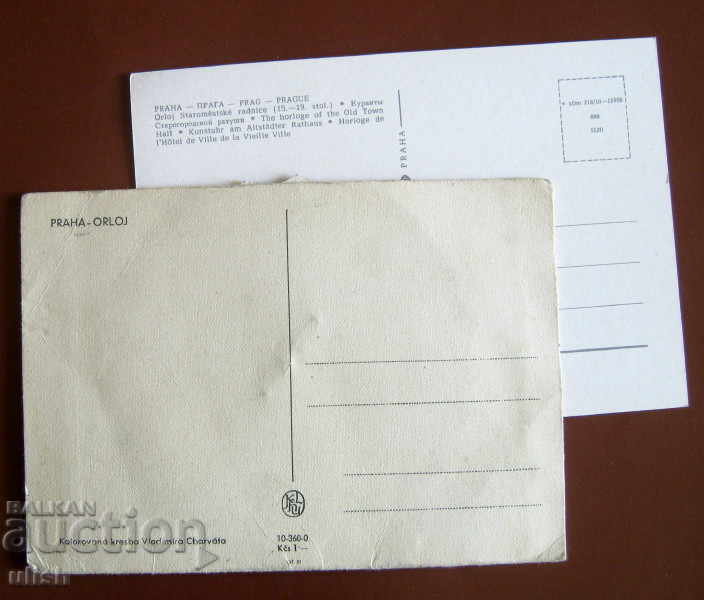 PRAHA — ПРАГА — PRAG — PRAGUE
Orloj Staroměstské radnice (15.—19. stol.) • Куранты
Староградской ратуши • The horloge of the Old Town
Hall • Kunstuhr am Altstädter Rathaus • Horloge de
l'Hôtel de Ville de la Vieille Ville
PRAHA
PRAHA - ORLOJ
Kolorovaná kresba Vladimíra Charváta
10-360-0
Kčs 1·—
BALKAN
auction
ulish